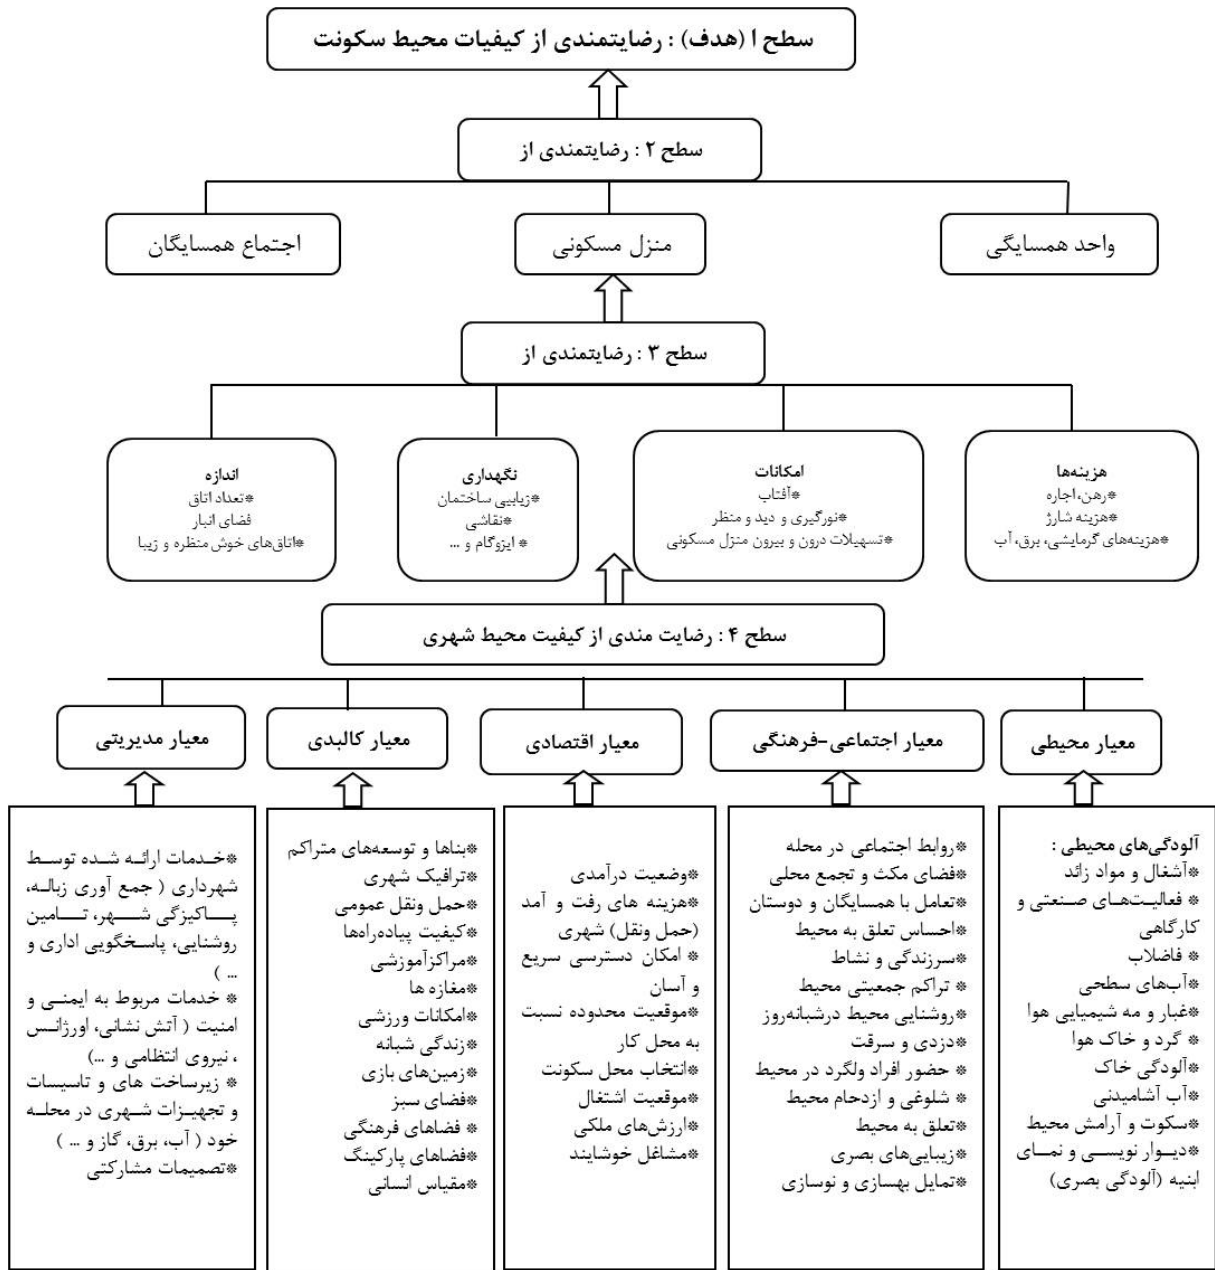 سطح ۱ (هدف) : رضایتمندی از کیفیات محیط سکونت
سطح ۲ : رضایتمندی از
واحد همسایگی
منزل مسکونی
اجتماع همسایگان
سطح ۳ : رضایتمندی از
هزینه‌ها
*رهن، اجاره
*هزینه شارژ
*هزینه‌های گرمایشی، برق، آب
امکانات
*آفتاب
*نورگیری و دید و منظر
*تسهیلات درون و بیرون منزل مسکونی
نگهداری
*زیبایی ساختمان
*نقاشی
* ایزوگام و ...
اندازه
*تعداد اتاق
فضای انبار
*اتاق‌های خوش منظره و زیبا
سطح ۴ : رضایت مندی از کیفیت محیط شهری
معیار محیطی
معیار اجتماعی-فرهنگی
معیار اقتصادی
معیار کالبدی
معیار مدیریتی
آلودگی‌های محیطی :
*آشغال و مواد زائد
* فعالیت‌های صنعتی و
کارگاهی
* فاضلاب
*آب‌های سطحی
*غبار و مه شیمیایی هوا
* گرد و خاک هوا
*آلودگی خاک
*آب آشامیدنی
*سکوت و آرامش محیط
*دیوار نویسی و نمای
ابنیه (آلودگی بصری)
*روابط اجتماعی در محله
*فضای مکث و تجمع محلی
*تعامل با همسایگان و دوستان
*احساس تعلق به محیط
*سرزندگی و نشاط
* تراکم جمعیتی محیط
*روشنایی محیط درشبانه‌روز
*دزدی و سرقت
* حضور افراد ولگرد در محیط
* شلوغی و ازدحام محیط
*تعلق به محیط
*زیبایی‌های بصری
*تمایل بهسازی و نوسازی
*وضعیت درآمدی
*هزینه های رفت و آمد
(حمل ونقل) شهری
* امکان دسترسی سریع
و آسان
*موقعیت محدوده نسبت
به محل کار
*انتخاب محل سکونت
*موقعیت اشتغال
*ارزش‌های ملکی
*مشاغل خوشایند
*بناها و توسعه‌های متراکم
*ترافیک شهری
*حمل ونقل عمومی
*کیفیت پیاده‌راه‌ها
*مراکزآموزشی
*مغازه ها
*امکانات ورزشی
*زندگی شبانه
*زمین‌های بازی
*فضای سبز
* فضاهای فرهنگی
*فضاهای پارکینگ
*مقیاس انسانی
*خدمات ارائه شده توسط
شهرداری ( جمع آوری زباله،
پاکیزگی شهر، تامین
روشنایی، پاسخگویی اداری و
... )
* خدمات مربوط به ایمنی و
امنیت ( آتش نشانی، اورژانس
، نیروی انتظامی و ...)
* زیرساخت های و تاسیسات
و تجهیزات شهری در محله
خود ( آب، برق، گاز و ... )
*تصمیمات مشارکتی